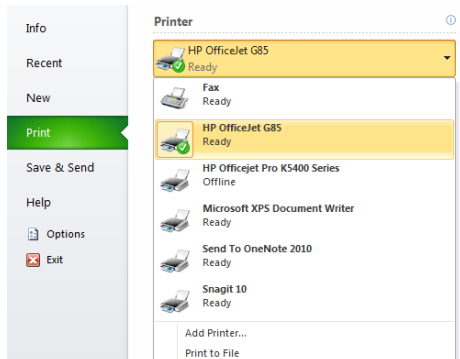 Info
Recent
New
Print
Save & Send
Help
Options
Exit
Printer
HP OfficeJet G85
Ready
Fax
Ready
HP OfficeJet G85
Ready
HP Officejet Pro K5400 Series
Offline
Microsoft XPS Document Writer
Ready
Send To OneNote 2010
Ready
Snagit 10
Ready
Add Printer...
Print to File